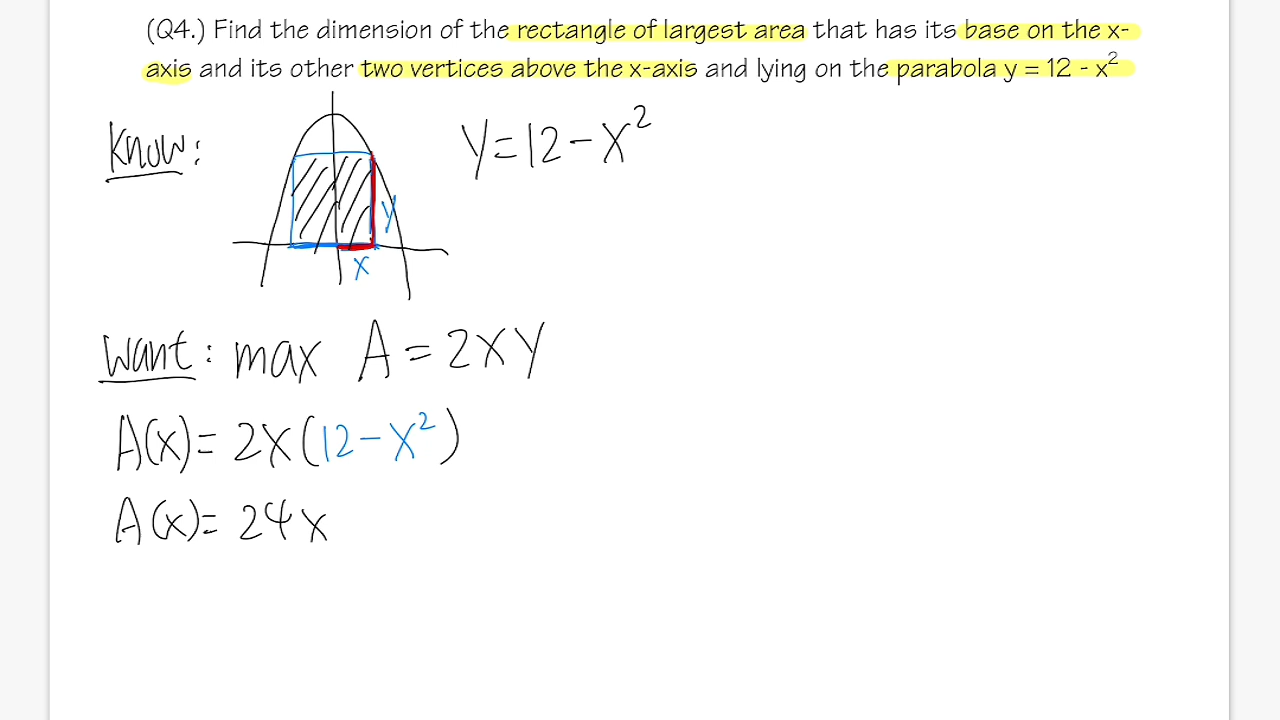 (Q4.) Find the dimension of the rectangle of largest area that has its base on the x-
axis and its other two vertices above the x-axis and lying on the parabola y = 12 - x²
Know:
y=12-x²
y
x
Want: max A=2xy
A(x)=2x(12-x²)
A(x)=24x